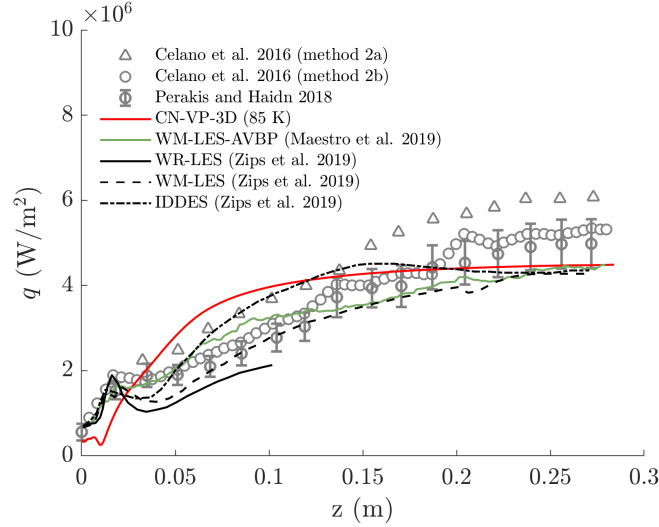 ×10⁶
10
8
6
4
2
0
q (W/m²)
Celano et al. 2016 (method 2a)
Celano et al. 2016 (method 2b)
Perakis and Haidn 2018
CN-VP-3D (85 K)
WM-LES-AVBP (Maestro et al. 2019)
WR-LES (Zips et al. 2019)
WM-LES (Zips et al. 2019)
IDDES (Zips et al. 2019)
0 0.05 0.1 0.15 0.2 0.25 0.3
z (m)